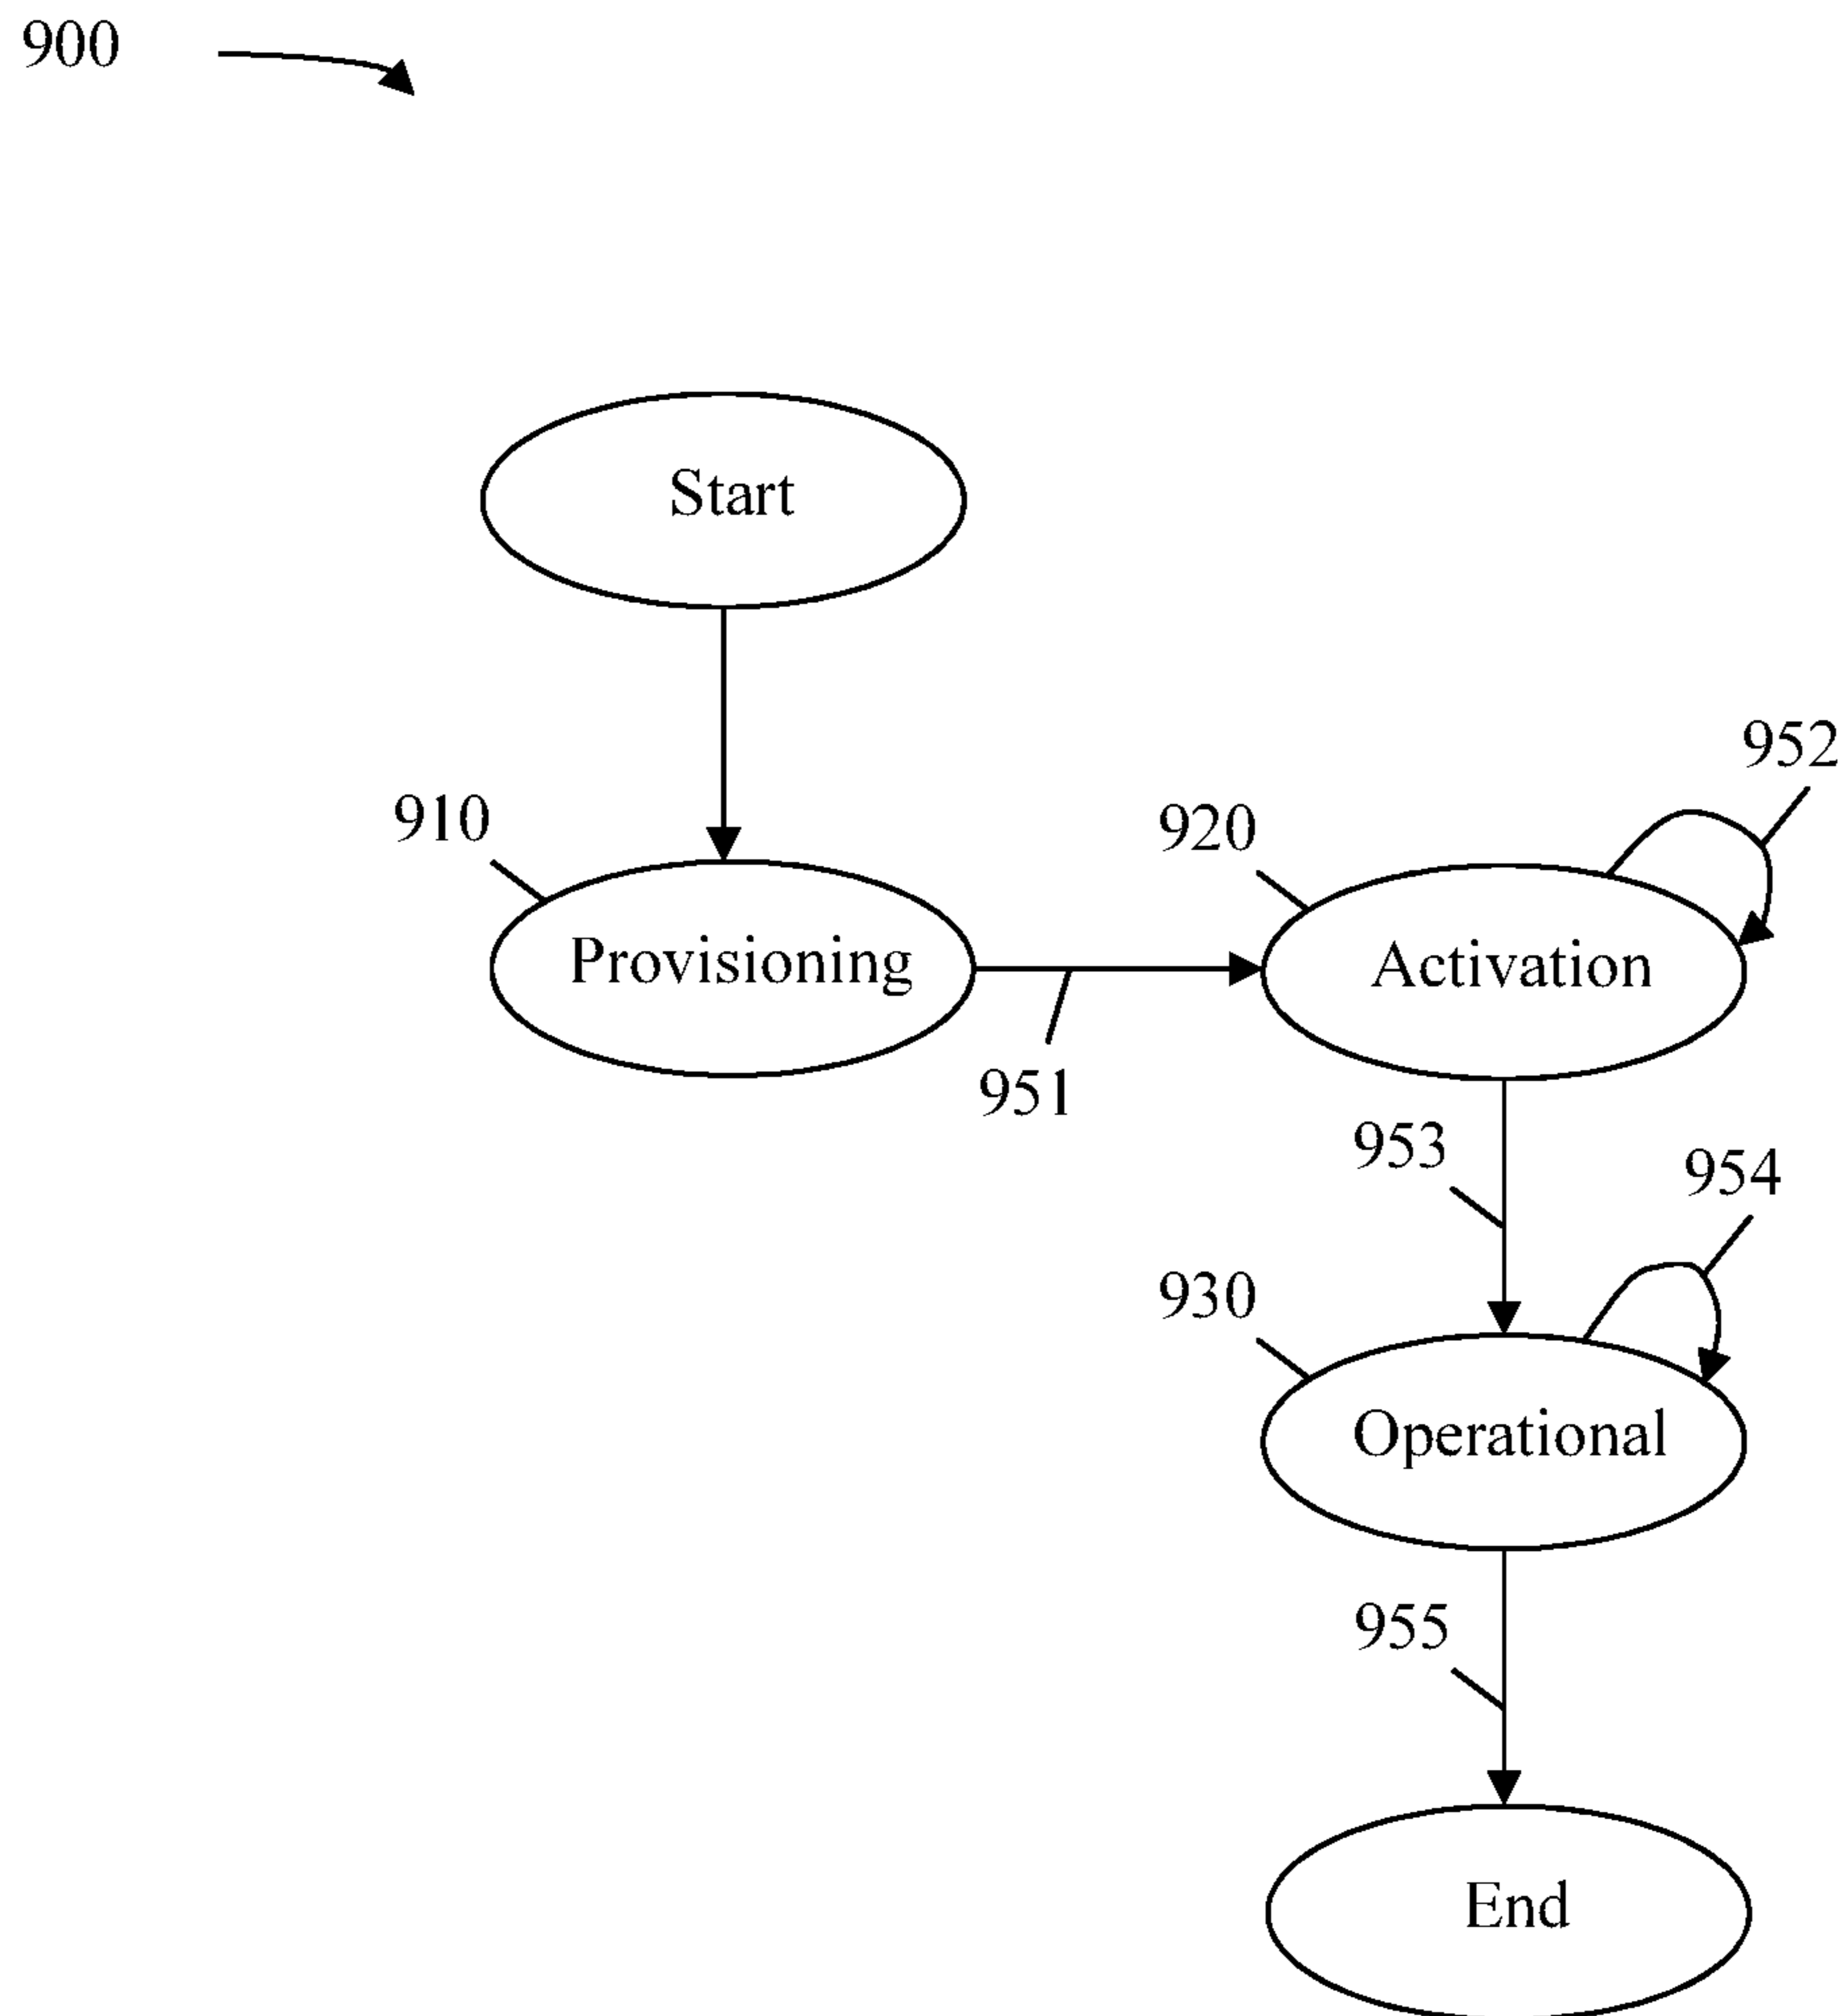 900
Start
952
910
920
Provisioning
Activation
951
953
954
930
Operational
955
End